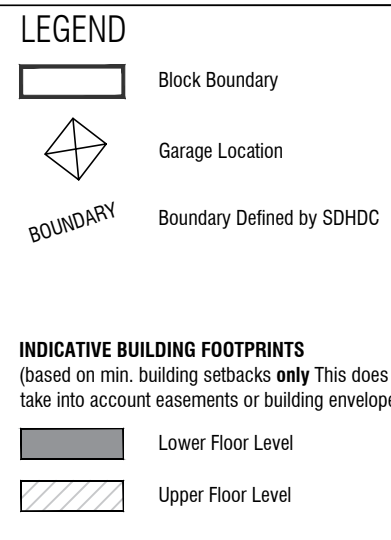 LEGEND
Block Boundary
Garage Location
BOUNDARY Boundary Defined by SDHDC
INDICATIVE BUILDING FOOTPRINTS
(based on min. building setbacks only This does
take into account easements or building envelope
Lower Floor Level
Upper Floor Level